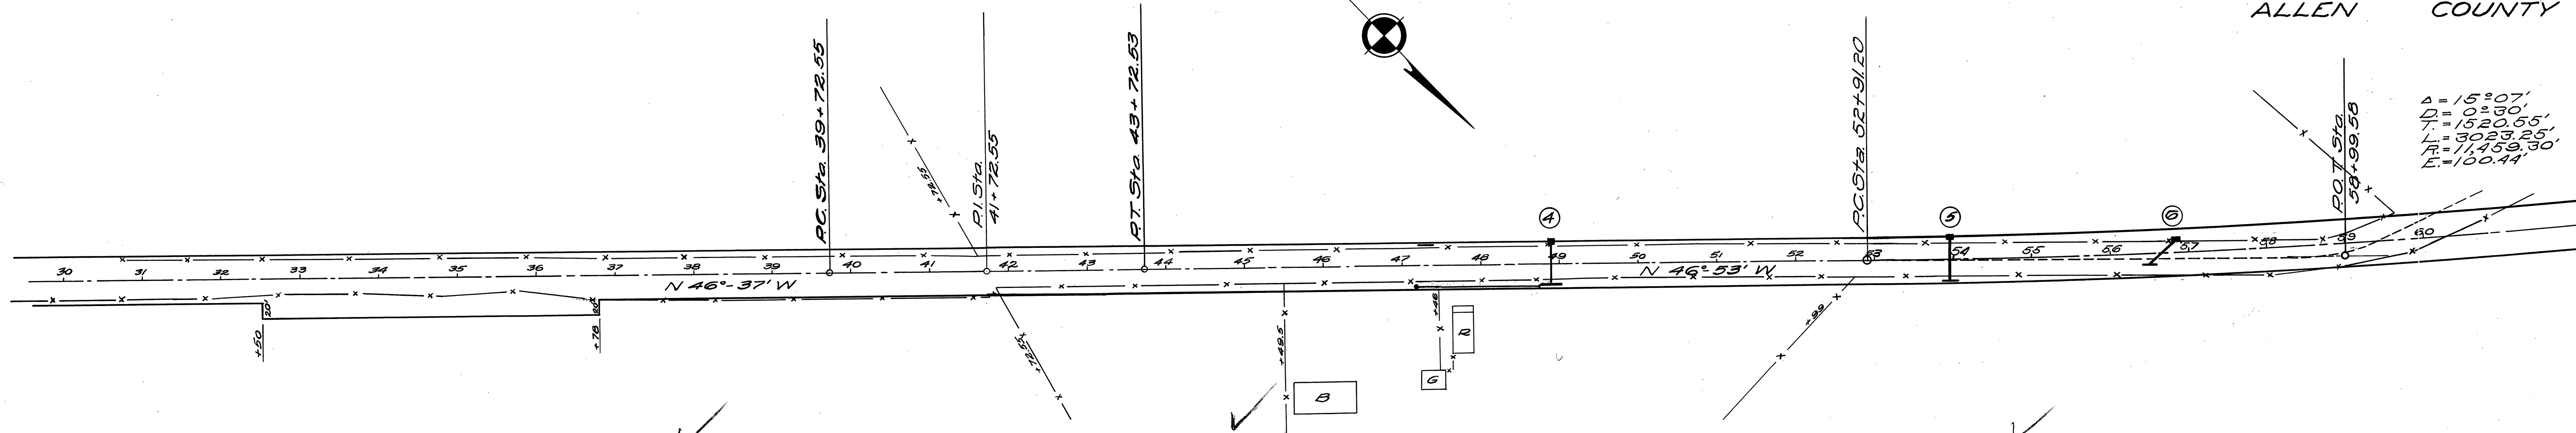 ALLEN COUNTY
P.C. Sta. 39+72.55
P.I. Sta.
41+72.55
P.T. Sta. 43+72.53
P.C. Sta. 52+91.20
P.O.T. Sta.
58+99.58
Δ = 15°07'
D. = 0°30'
T. = 1520.55'
L. = 3023.25'
R. = 11,459.30'
E. = 100.44'
+72.55
4
5
6
30 31 32 33 34 35 36 37 38 39 40 41 42 43 44 45 46 47 48 49 50 51 52 53 54 55 56 57 58 59 60
N 46°-37' W
N 46°-53' W
20'
20'
+50
+78
+72.55
+49.5
+46
+99
R
G
B